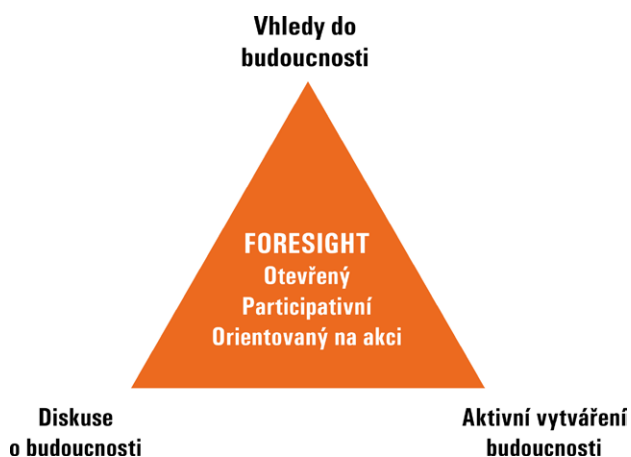 Vhledy do
budoucnosti
FORESIGHT
Otevřený
Participativní
Orientovaný na akci
Diskuse
o budoucnosti
Aktivní vytváření
budoucnosti